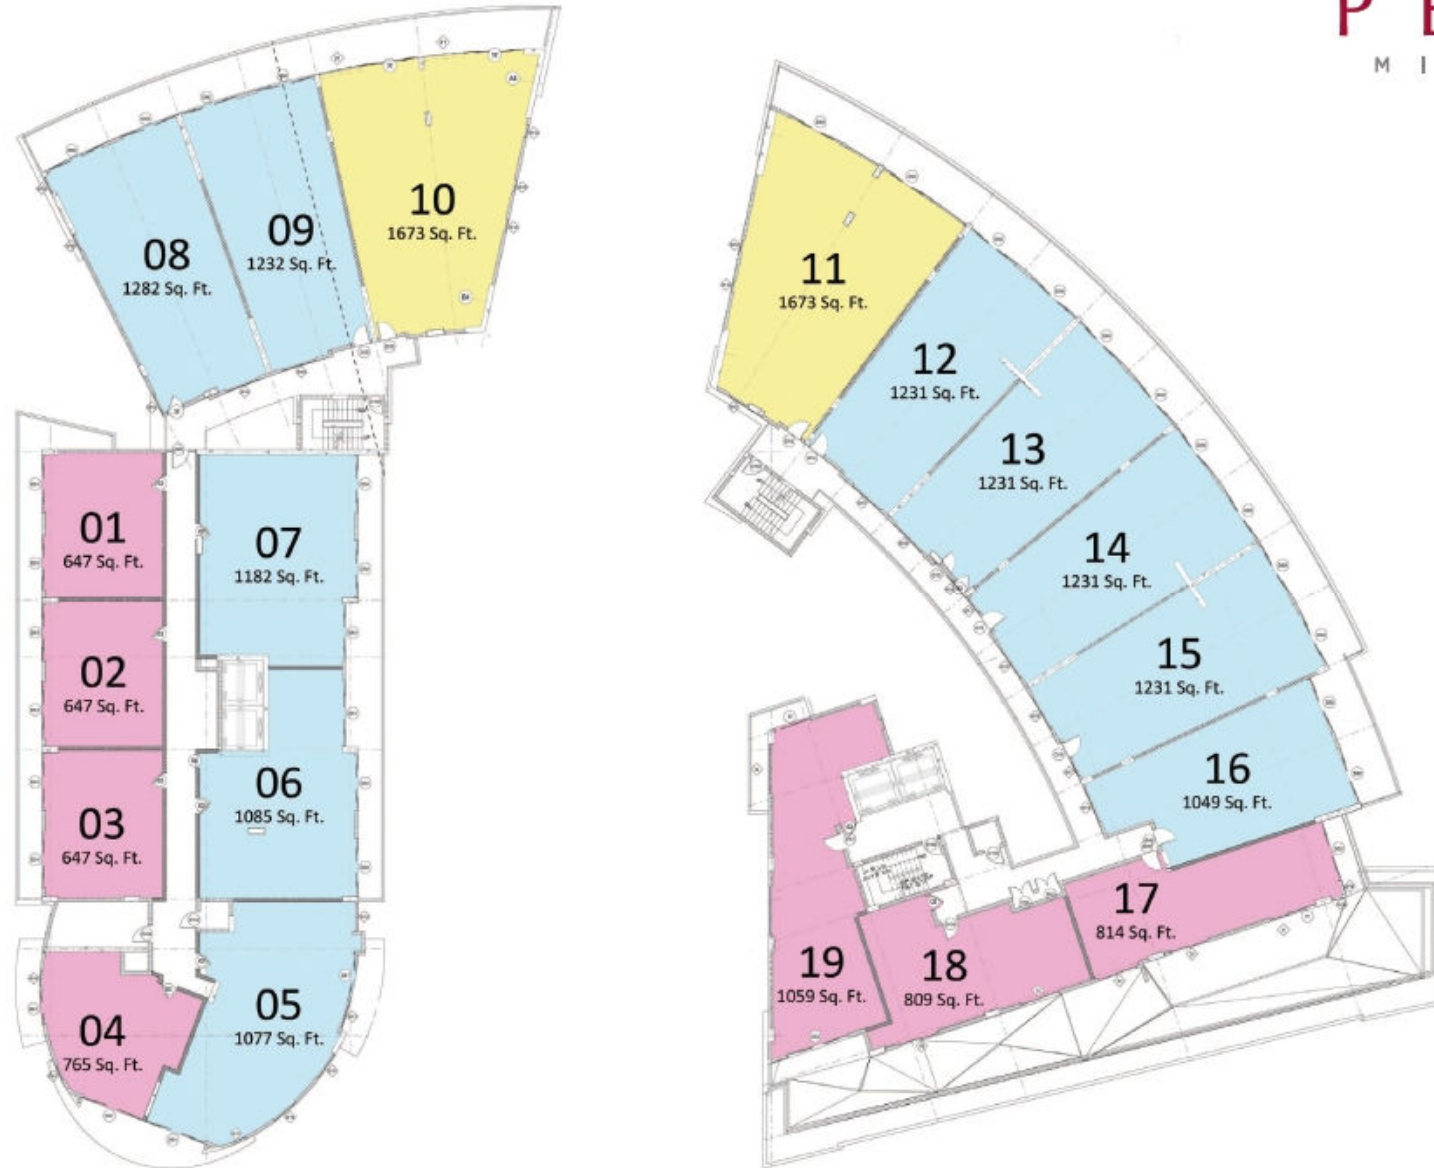 P E
M I
10
1673 Sq. Ft.
09
1232 Sq. Ft.
08
1282 Sq. Ft.
11
1673 Sq. Ft.
12
1231 Sq. Ft.
13
1231 Sq. Ft.
01
647 Sq. Ft.
07
1182 Sq. Ft.
14
1231 Sq. Ft.
02
647 Sq. Ft.
15
1231 Sq. Ft.
06
1085 Sq. Ft.
16
1049 Sq. Ft.
03
647 Sq. Ft.
17
814 Sq. Ft.
19
1059 Sq. Ft.
18
809 Sq. Ft.
05
1077 Sq. Ft.
04
765 Sq. Ft.